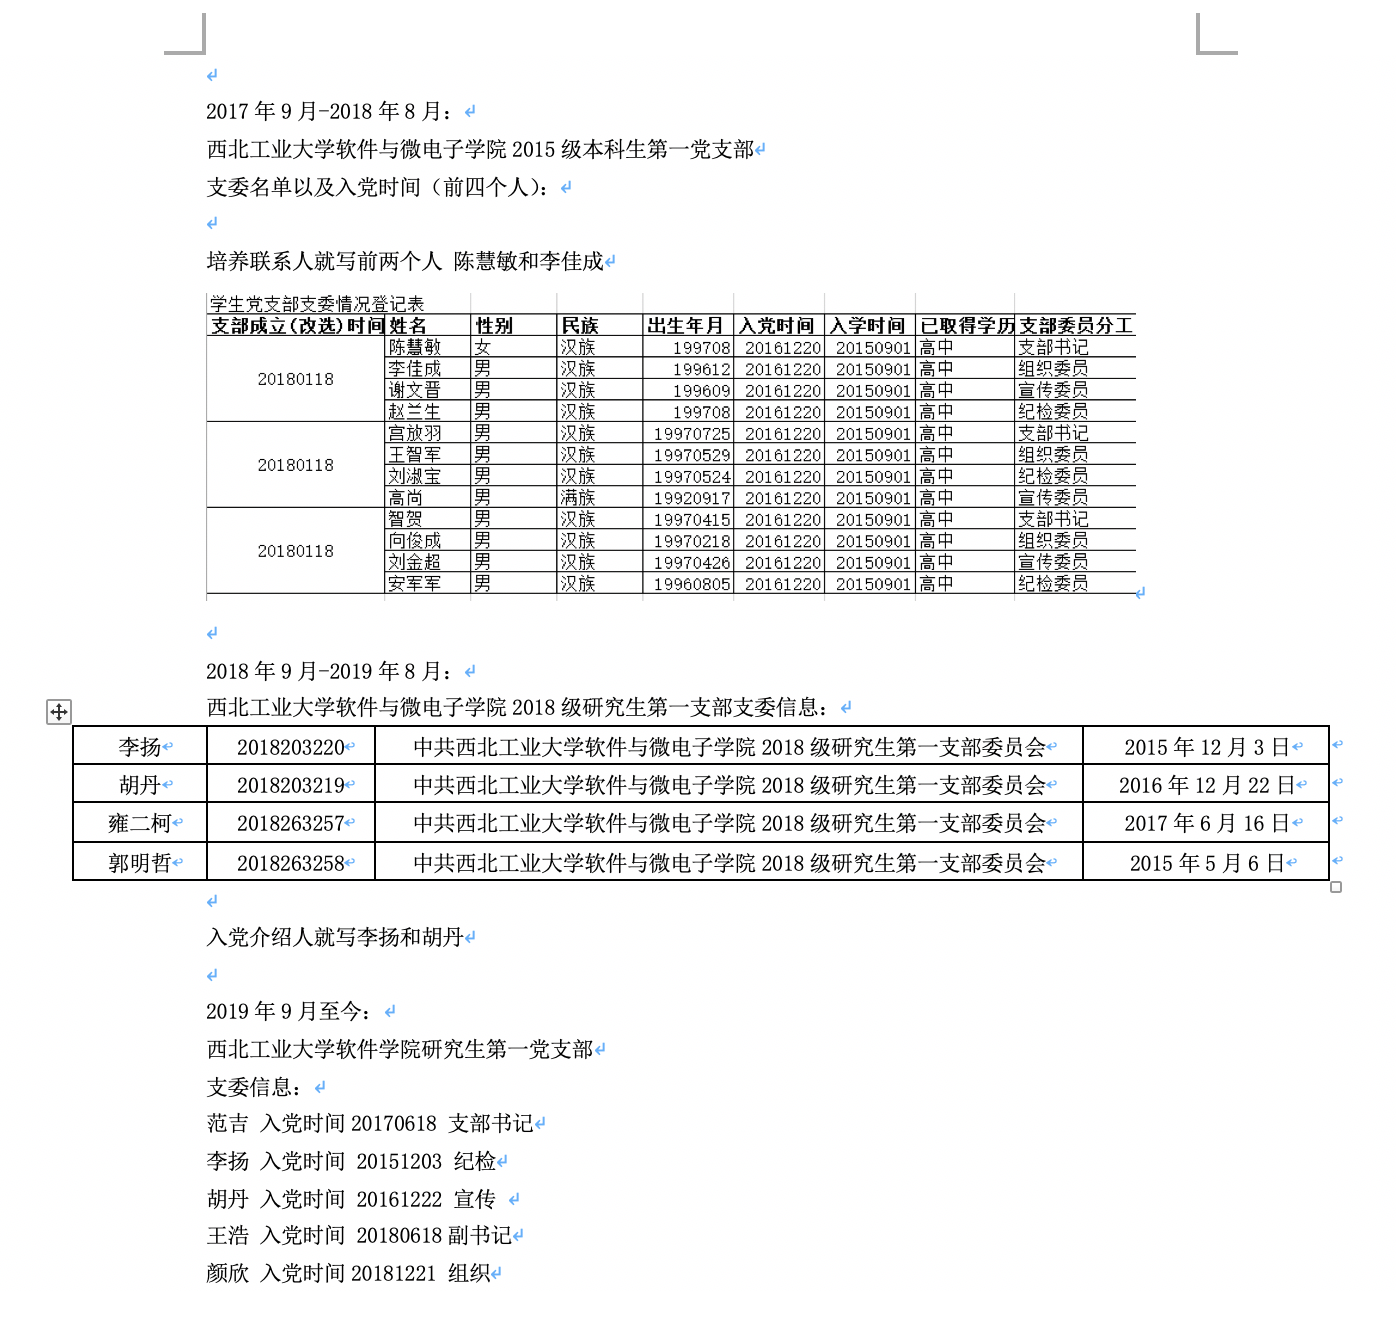 2017 年 9 月-2018 年 8 月：
西北工业大学软件与微电子学院 2015 级本科生第一党支部
支委名单以及入党时间（前四个人）：
培养联系人就写前两个人 陈慧敏和李佳成
学生党支部支委情况登记表
支部成立(改选)时间 姓名 性别 民族 出生年月 入党时间 入学时间 已取得学历 支部委员分工
20180118 陈慧敏 女 汉族 199708 20161220 20150901 高中 支部书记
李佳成 男 汉族 199612 20161220 20150901 高中 组织委员
谢文晋 男 汉族 199609 20161220 20150901 高中 宣传委员
赵兰生 男 汉族 199708 20161220 20150901 高中 纪检委员
20180118 宫放羽 男 汉族 19970725 20161220 20150901 高中 支部书记
王智军 男 汉族 19970529 20161220 20150901 高中 组织委员
刘淑宝 男 汉族 19970524 20161220 20150901 高中 纪检委员
高尚 男 满族 19920917 20161220 20150901 高中 宣传委员
20180118 智贺 男 汉族 19970415 20161220 20150901 高中 支部书记
向俊成 男 汉族 19970218 20161220 20150901 高中 组织委员
刘金超 男 汉族 19970426 20161220 20150901 高中 宣传委员
安军军 男 汉族 19960805 20161220 20150901 高中 纪检委员
2018 年 9 月-2019 年 8 月：
西北工业大学软件与微电子学院 2018 级研究生第一支部支委信息：
李扬 2018203220 中共西北工业大学软件与微电子学院 2018 级研究生第一支部委员会 2015 年 12 月 3 日
胡丹 2018203219 中共西北工业大学软件与微电子学院 2018 级研究生第一支部委员会 2016 年 12 月 22 日
雍二柯 2018263257 中共西北工业大学软件与微电子学院 2018 级研究生第一支部委员会 2017 年 6 月 16 日
郭明哲 2018263258 中共西北工业大学软件与微电子学院 2018 级研究生第一支部委员会 2015 年 5 月 6 日
入党介绍人就写李扬和胡丹
2019 年 9 月至今：
西北工业大学软件学院研究生第一党支部
支委信息：
范吉 入党时间 20170618 支部书记
李扬 入党时间 20151203 纪检
胡丹 入党时间 20161222 宣传
王浩 入党时间 20180618 副书记
颜欣 入党时间 20181221 组织